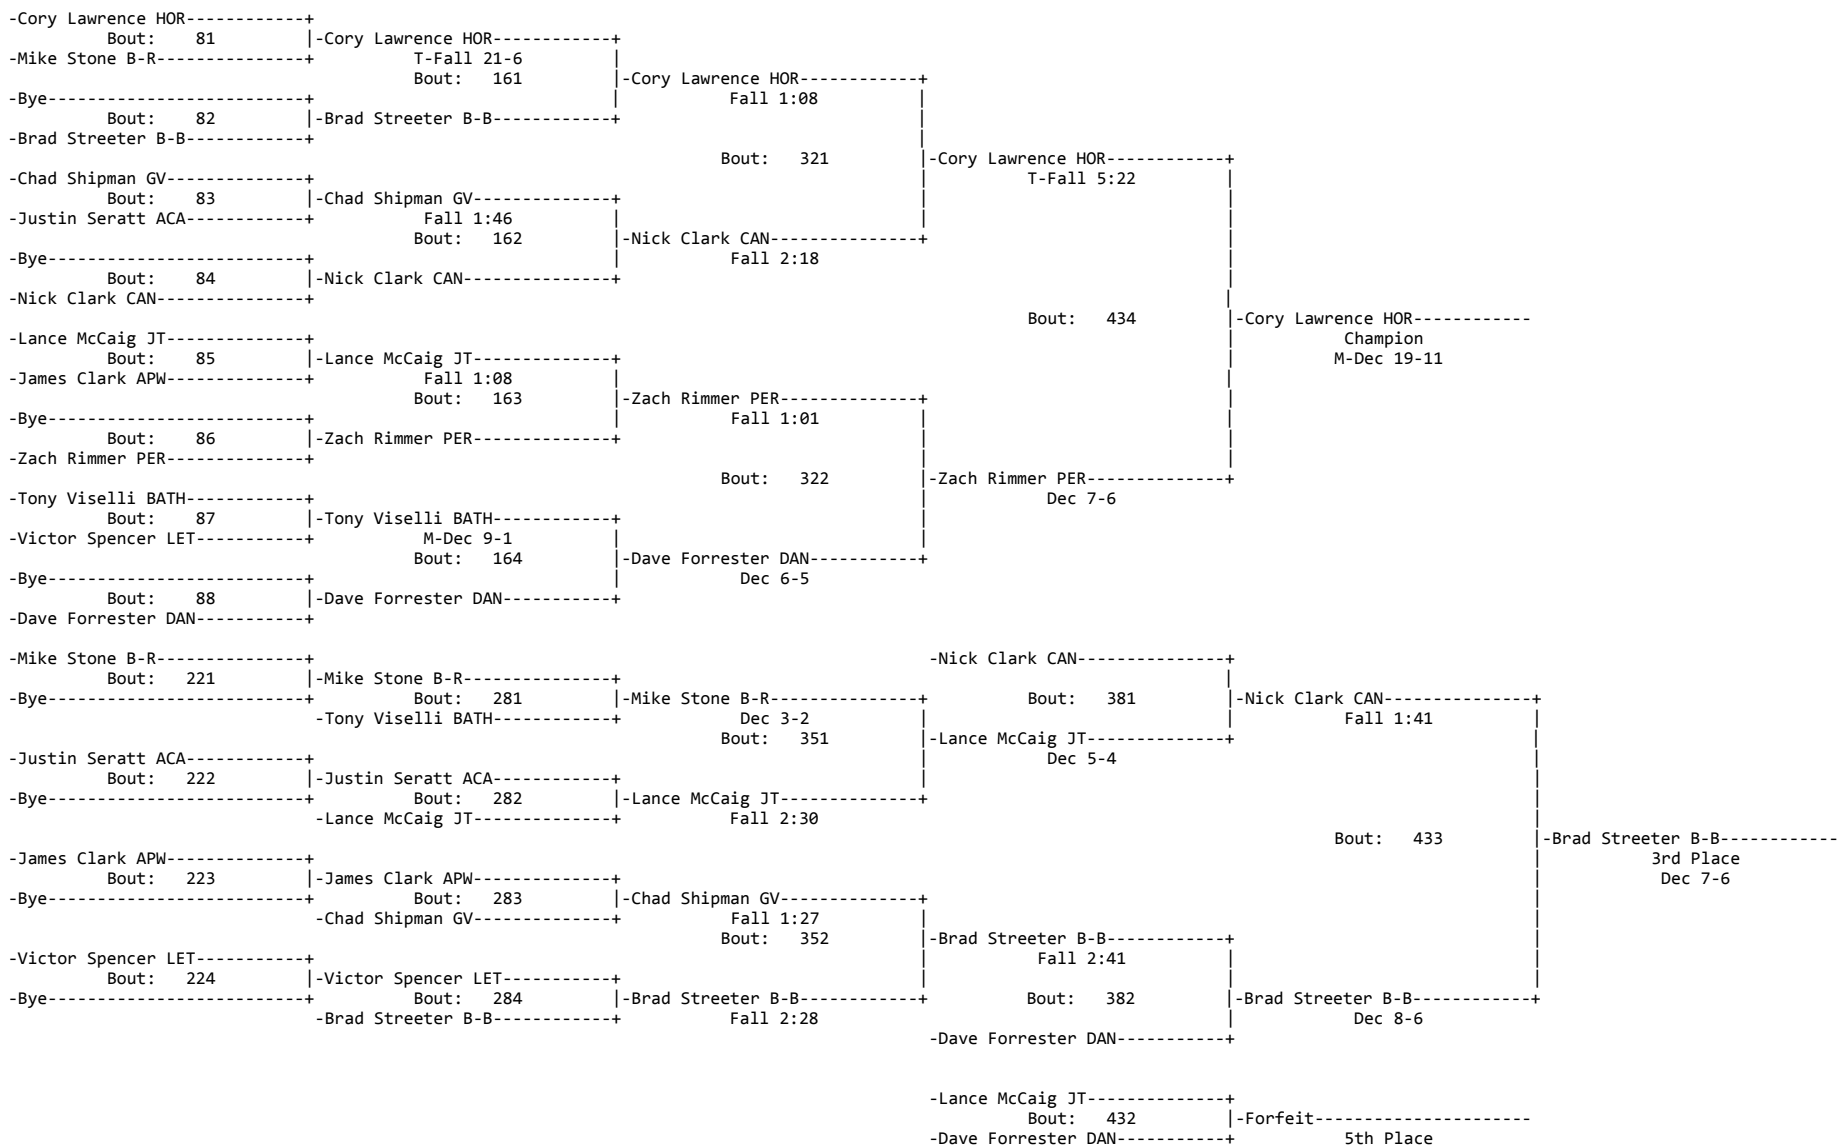 -Cory Lawrence HOR------------+
Bout: 81 |-Cory Lawrence HOR------------+
-Mike Stone B-R---------------+ T-Fall 21-6 |
Bout: 161 |-Cory Lawrence HOR------------+
-Bye--------------------------+ | Fall 1:08 |
Bout: 82 |-Brad Streeter B-B------------+ |
-Brad Streeter B-B------------+ |
Bout: 321 |-Cory Lawrence HOR------------+
-Chad Shipman GV--------------+ | T-Fall 5:22 |
Bout: 83 |-Chad Shipman GV--------------+ | |
-Justin Seratt ACA------------+ Fall 1:46 | | |
Bout: 162 |-Nick Clark CAN---------------+ |
-Bye--------------------------+ | Fall 2:18 |
Bout: 84 |-Nick Clark CAN---------------+ |
-Nick Clark CAN---------------+ |
Bout: 434 |-Cory Lawrence HOR------------
-Lance McCaig JT--------------+ | Champion
Bout: 85 |-Lance McCaig JT--------------+ | M-Dec 19-11
-James Clark APW--------------+ Fall 1:08 | |
Bout: 163 |-Zach Rimmer PER--------------+ |
-Bye--------------------------+ | Fall 1:01 | |
Bout: 86 |-Zach Rimmer PER--------------+ | |
-Zach Rimmer PER--------------+ | |
Bout: 322 |-Zach Rimmer PER--------------+
-Tony Viselli BATH------------+ | Dec 7-6
Bout: 87 |-Tony Viselli BATH------------+ |
-Victor Spencer LET-----------+ M-Dec 9-1 | |
Bout: 164 |-Dave Forrester DAN-----------+
-Bye--------------------------+ | Dec 6-5
Bout: 88 |-Dave Forrester DAN-----------+
-Dave Forrester DAN-----------+
-Mike Stone B-R---------------+ -Nick Clark CAN---------------+
Bout: 221 |-Mike Stone B-R---------------+ |
-Bye--------------------------+ Bout: 281 |-Mike Stone B-R---------------+ Bout: 381 |-Nick Clark CAN---------------+
-Tony Viselli BATH------------+ Dec 3-2 | | Fall 1:41 |
Bout: 351 |-Lance McCaig JT--------------+ |
-Justin Seratt ACA------------+ | Dec 5-4 |
Bout: 222 |-Justin Seratt ACA------------+ | |
-Bye--------------------------+ Bout: 282 |-Lance McCaig JT--------------+ |
-Lance McCaig JT--------------+ Fall 2:30 |
Bout: 433 |-Brad Streeter B-B------------
-James Clark APW--------------+ | 3rd Place
Bout: 223 |-James Clark APW--------------+ | Dec 7-6
-Bye--------------------------+ Bout: 283 |-Chad Shipman GV--------------+ |
-Chad Shipman GV--------------+ Fall 1:27 | |
Bout: 352 |-Brad Streeter B-B------------+ |
-Victor Spencer LET-----------+ | Fall 2:41 | |
Bout: 224 |-Victor Spencer LET-----------+ | | |
-Bye--------------------------+ Bout: 284 |-Brad Streeter B-B------------+ Bout: 382 |-Brad Streeter B-B------------+
-Brad Streeter B-B------------+ Fall 2:28 | Dec 8-6
-Dave Forrester DAN-----------+
-Lance McCaig JT--------------+
Bout: 432 |-Forfeit----------------------
-Dave Forrester DAN-----------+ 5th Place